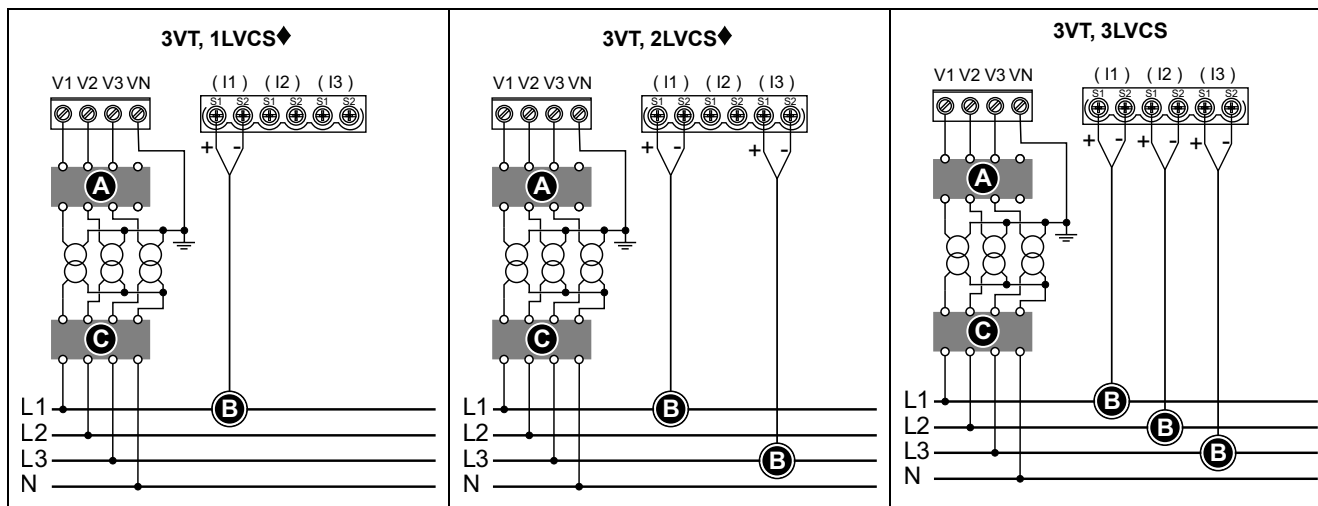 3VT, 1LVCS♦
V1 V2 V3 VN
( I1 ) ( I2 ) ( I3 )
S1 S2 S1 S2 S1 S2
+ -
A
C
B
L1
L2
L3
N
3VT, 2LVCS♦
V1 V2 V3 VN
( I1 ) ( I2 ) ( I3 )
S1 S2 S1 S2 S1 S2
+ - + -
A
C
L1 B
L2
L3 B
N
3VT, 3LVCS
V1 V2 V3 VN
( I1 ) ( I2 ) ( I3 )
S1 S2 S1 S2 S1 S2
+ - + - + -
A
C
L1 B
L2 B
L3 B
N